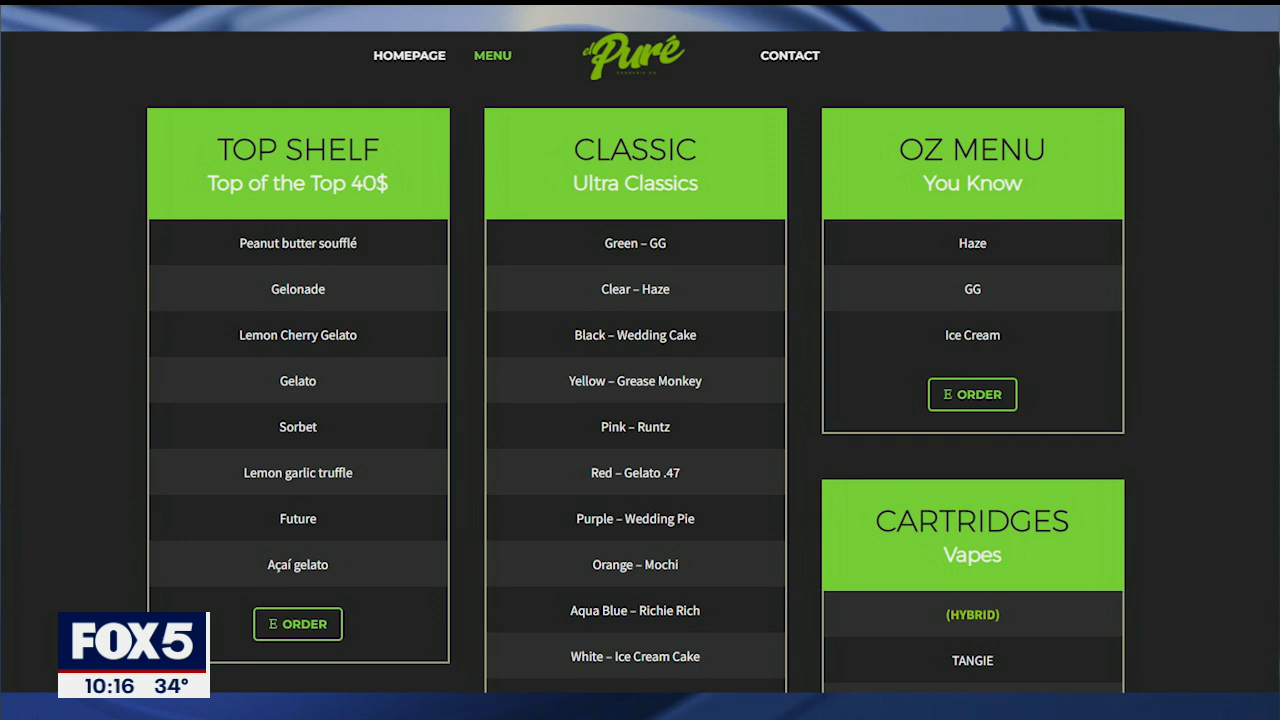 HOMEPAGE
MENU
el Puré
CONTACT
TOP SHELF
Top of the Top 40$
Peanut butter soufflé
Gelonade
Lemon Cherry Gelato
Gelato
Sorbet
Lemon garlic truffle
Future
Açaí gelato
E ORDER
CLASSIC
Ultra Classics
Green – GG
Clear – Haze
Black – Wedding Cake
Yellow – Grease Monkey
Pink – Runtz
Red – Gelato .47
Purple – Wedding Pie
Orange – Mochi
Aqua Blue – Richie Rich
White – Ice Cream Cake
OZ MENU
You Know
Haze
GG
Ice Cream
E ORDER
CARTRIDGES
Vapes
(HYBRID)
TANGIE
FOX 5
10:16 34°